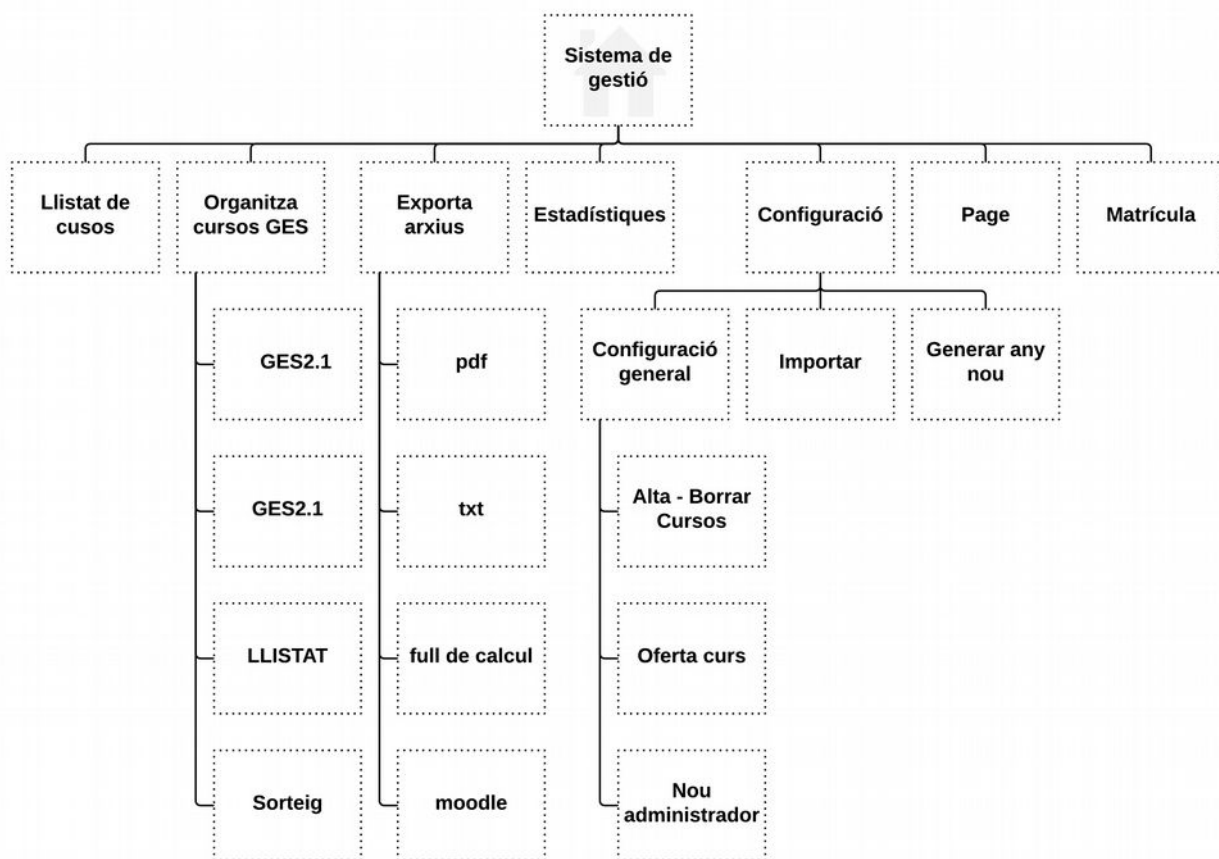 Sistema de
gestió
Llistat de
cusos
Organitza
cursos GES
Exporta
arxius
Estadístiques
Configuració
Page
Matrícula
GES2.1
pdf
Configuració
general
Importar
Generar any
nou
GES2.1
txt
Alta - Borrar
Cursos
LLISTAT
full de calcul
Oferta curs
Sorteig
moodle
Nou
administrador